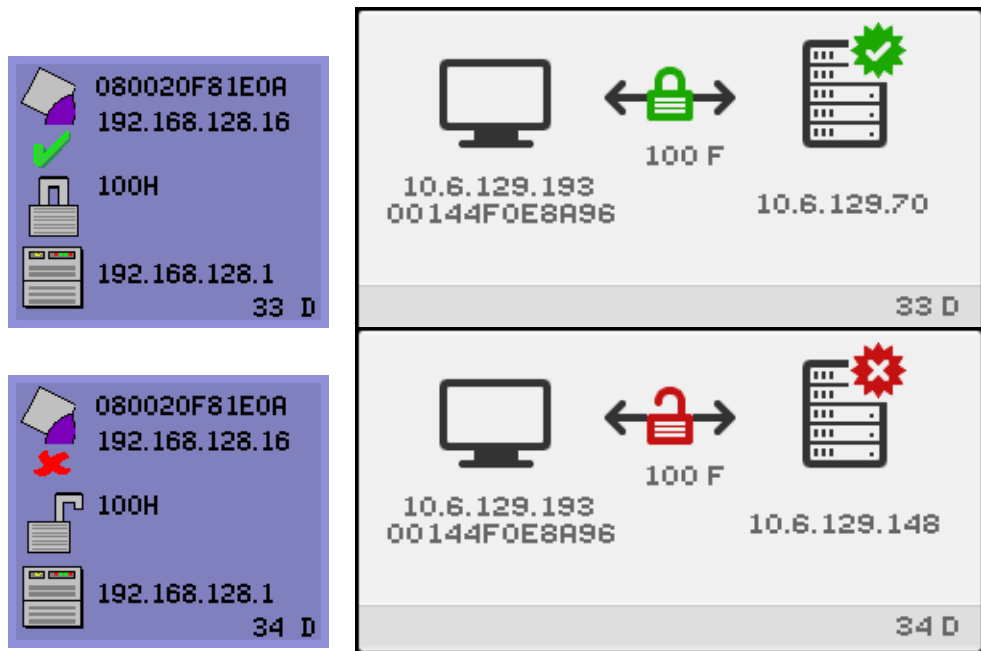 080020F81E0A
192.168.128.16
100H
192.168.128.1
33 D
100 F
10.6.129.193
00144F0E8A96
10.6.129.70
33 D
080020F81E0A
192.168.128.16
100H
192.168.128.1
34 D
100 F
10.6.129.193
00144F0E8A96
10.6.129.148
34 D